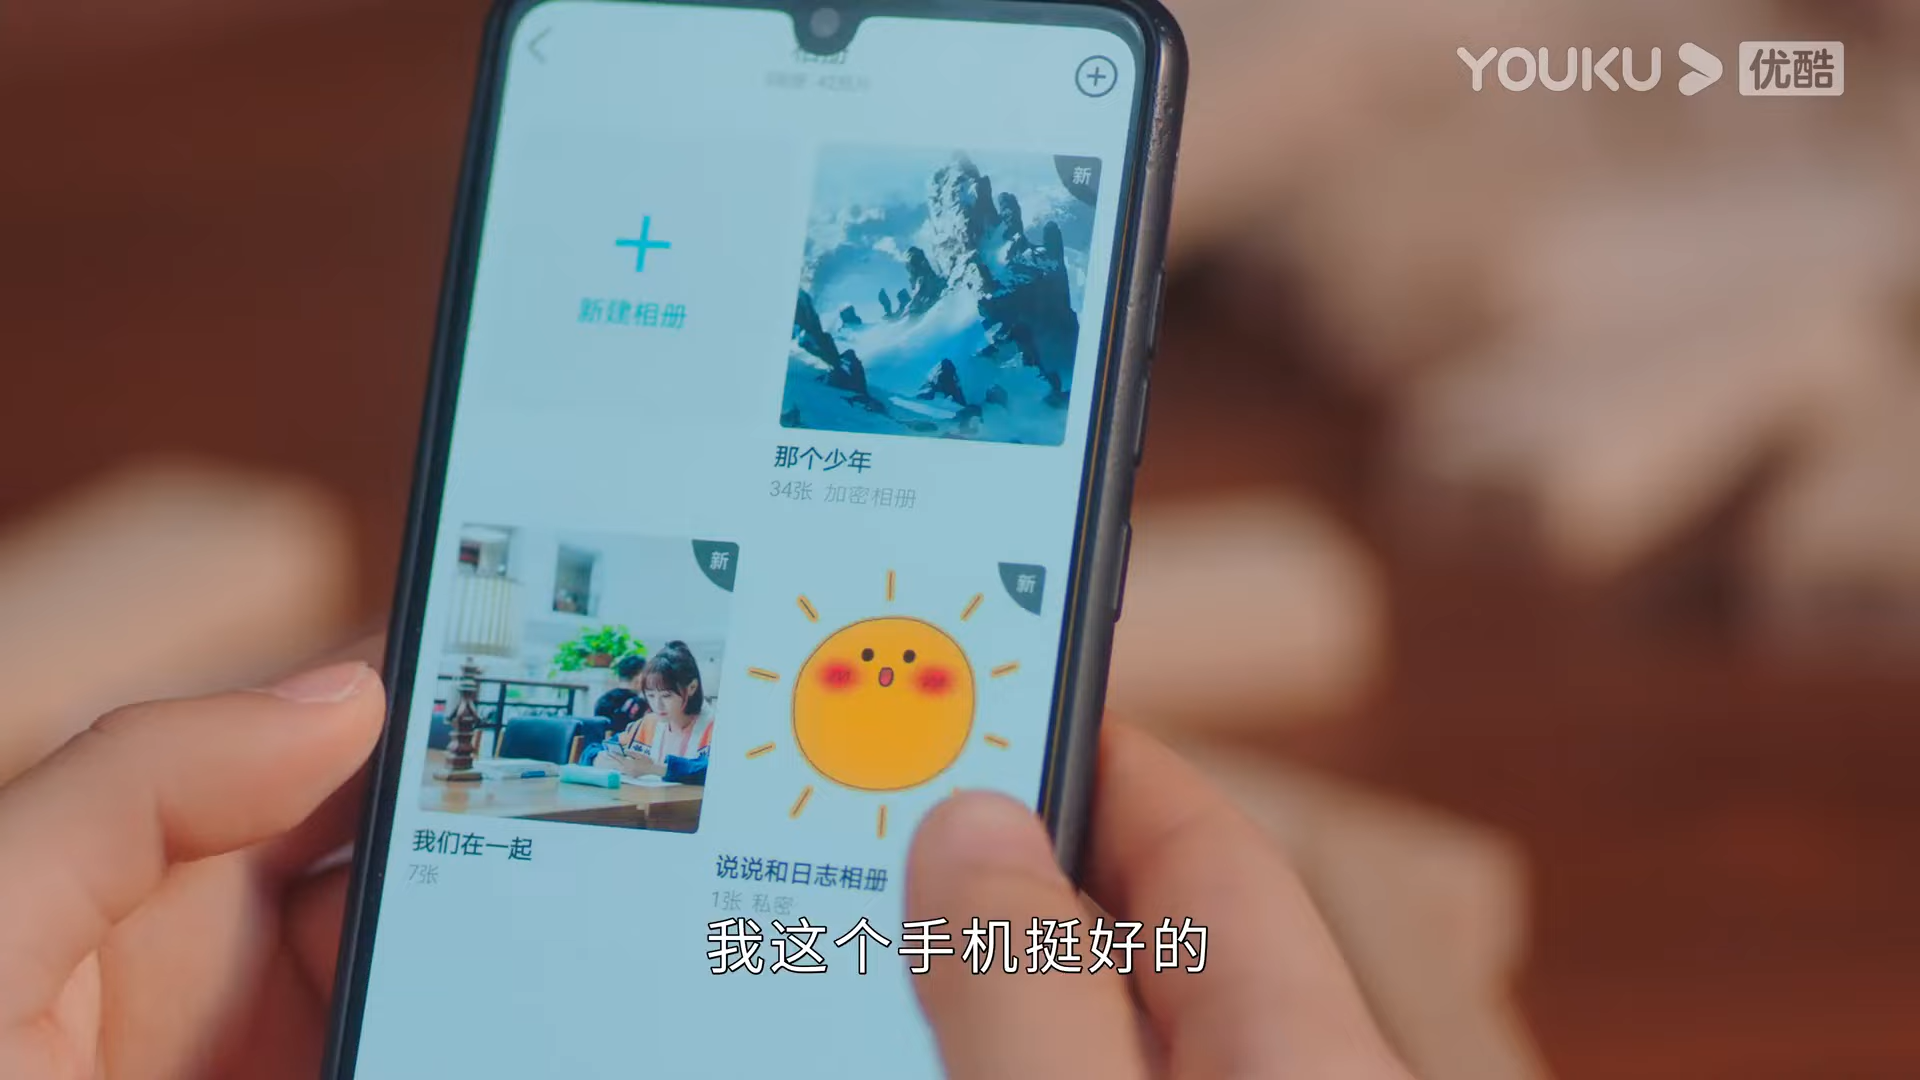 YOUKU 优酷
相册
新
新建相册
那个少年
34张 加密相册
新
新
我们在一起
7张
说说和日志相册
1张 私密
我这个手机挺好的